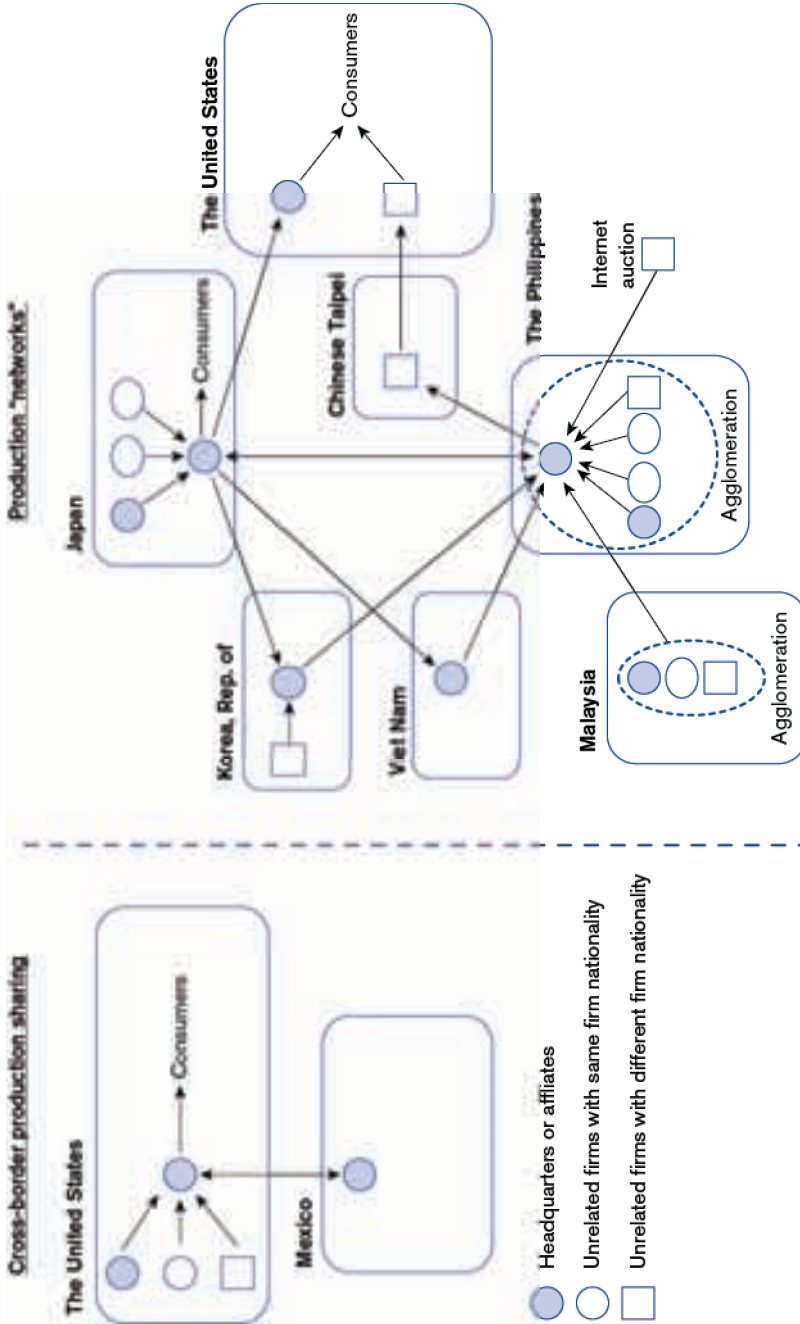 Cross-border production sharing
The United States
Consumers
Mexico
Production "networks"
Japan
Consumers
The United States
Consumers
Korea, Rep. of
Chinese Taipei
Viet Nam
The Philippines
Internet
auction
Agglomeration
Malaysia
Agglomeration
Headquarters or affiliates
Unrelated firms with same firm nationality
Unrelated firms with different firm nationality